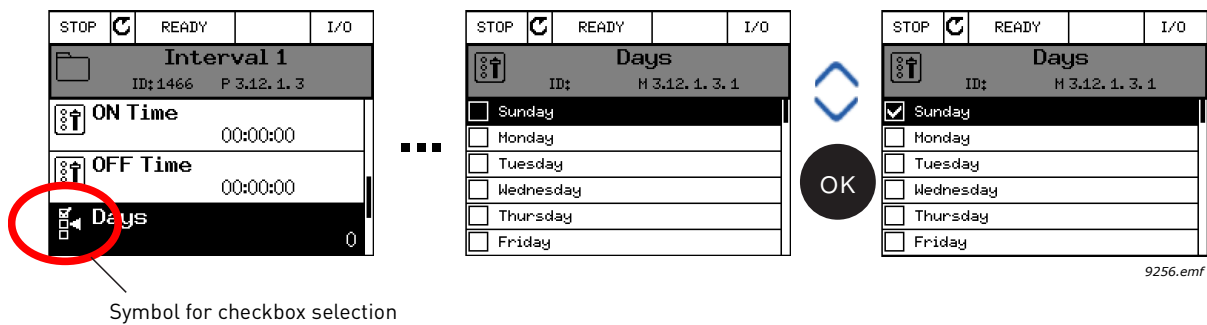 STOP READY I/O
Interval 1
ID:1466 P 3.12.1.3
ON Time
00:00:00
OFF Time
00:00:00
Days
0
STOP READY I/O
Days
ID: M 3.12.1.3.1
Sunday
Monday
Tuesday
Wednesday
Thursday
Friday
OK
STOP READY I/O
Days
ID: M 3.12.1.3.1
Sunday
Monday
Tuesday
Wednesday
Thursday
Friday
9256.emf
Symbol for checkbox selection